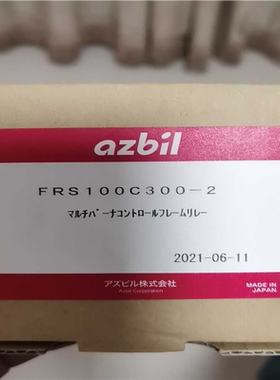 azbil
FRS100C300-2
マルチバーナコントロールフレームリレー
2021-06-11
アズビル株式会社
Azbil Corporation
MADE IN
JAPAN